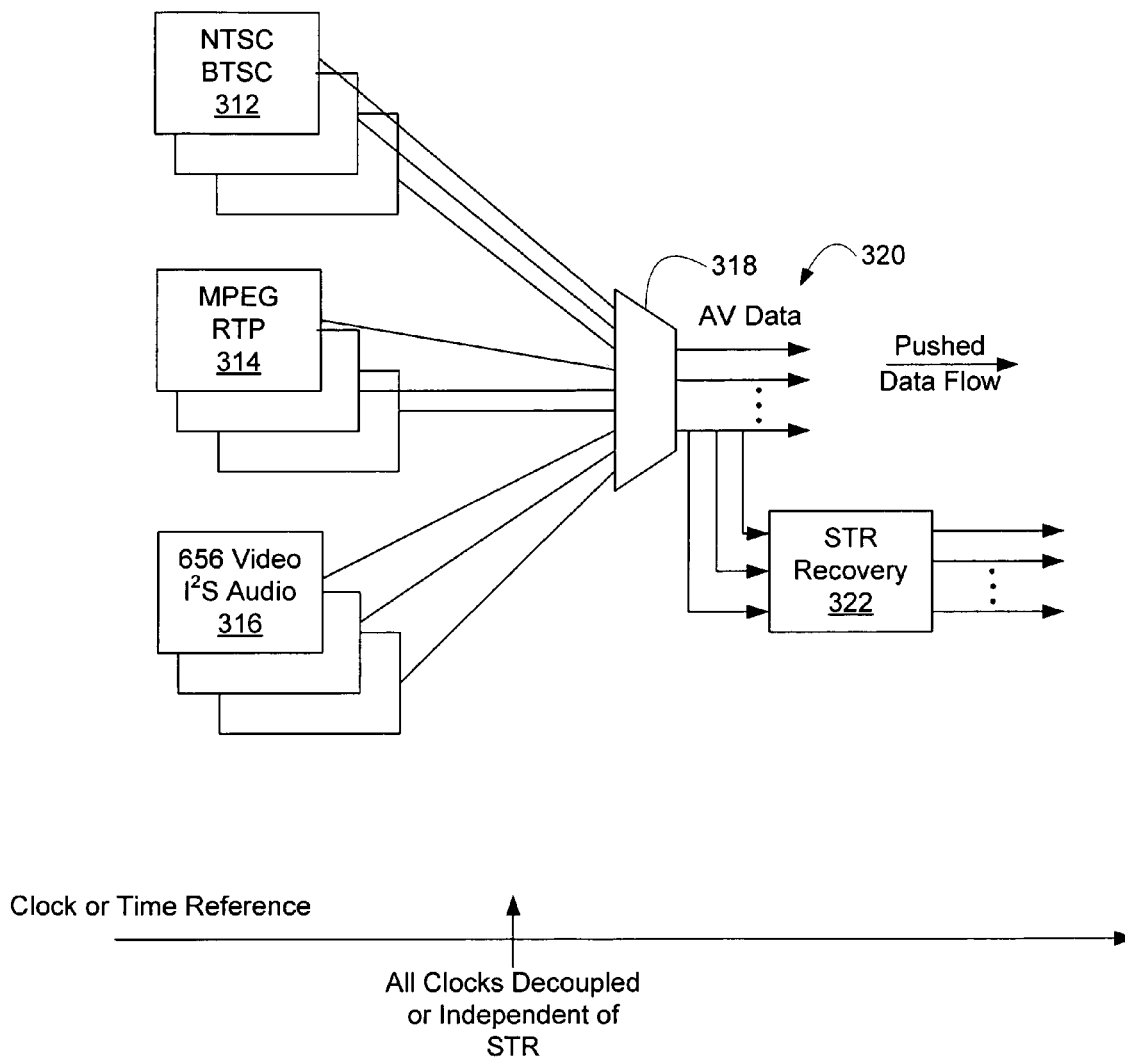 NTSC
BTSC
312
318
320
MPEG
RTP
314
AV Data
Pushed
Data Flow
656 Video
I²S Audio
316
STR
Recovery
322
Clock or Time Reference
All Clocks Decoupled
or Independent of
STR